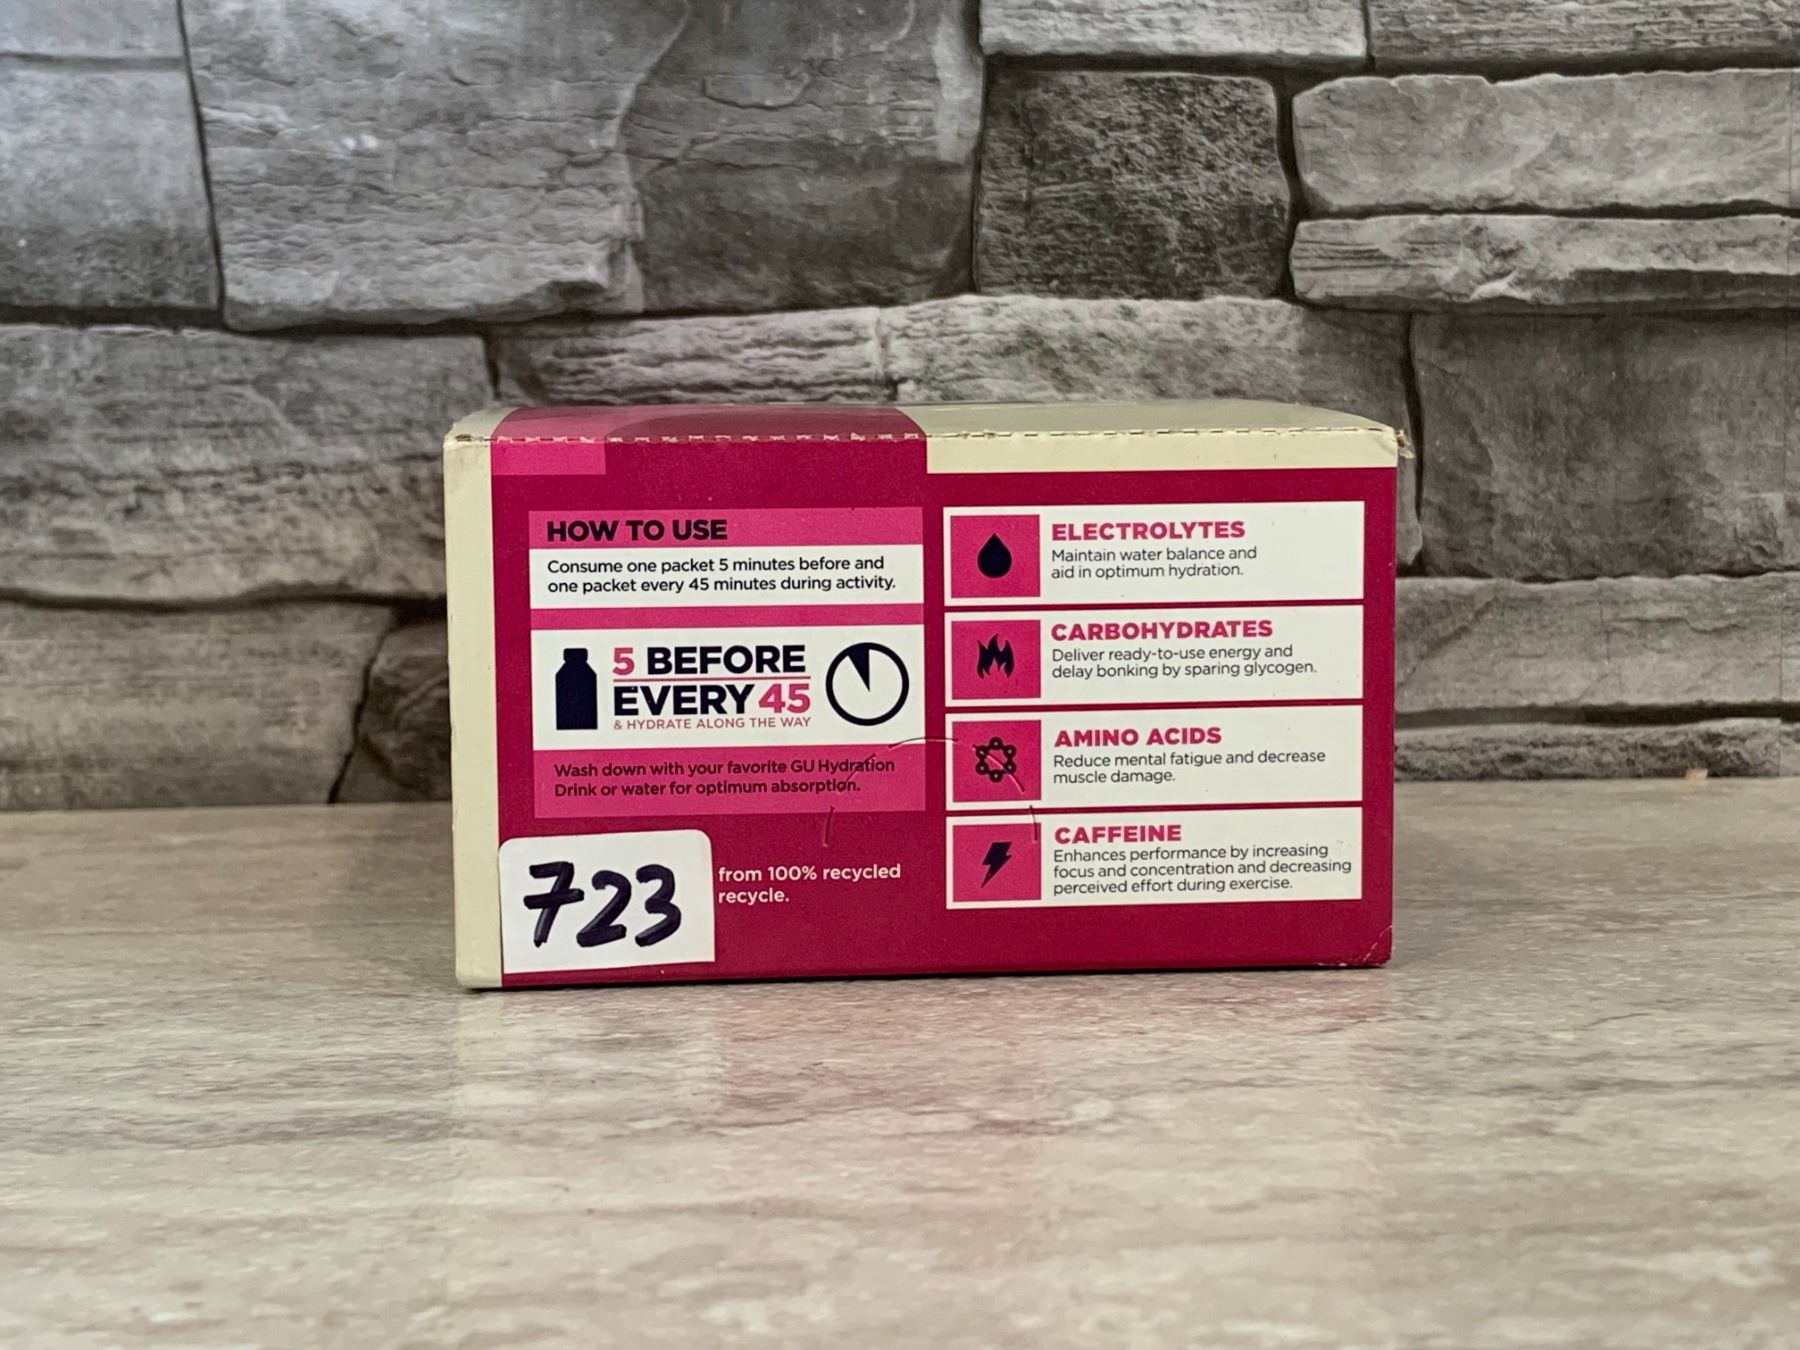 HOW TO USE
Consume one packet 5 minutes before and
one packet every 45 minutes during activity.
5 BEFORE
EVERY 45
& HYDRATE ALONG THE WAY
Wash down with your favorite GU Hydration
Drink or water for optimum absorption.
723
from 100% recycled
recycle.
ELECTROLYTES
Maintain water balance and
aid in optimum hydration.
CARBOHYDRATES
Deliver ready-to-use energy and
delay bonking by sparing glycogen.
AMINO ACIDS
Reduce mental fatigue and decrease
muscle damage.
CAFFEINE
Enhances performance by increasing
focus and concentration and decreasing
perceived effort during exercise.